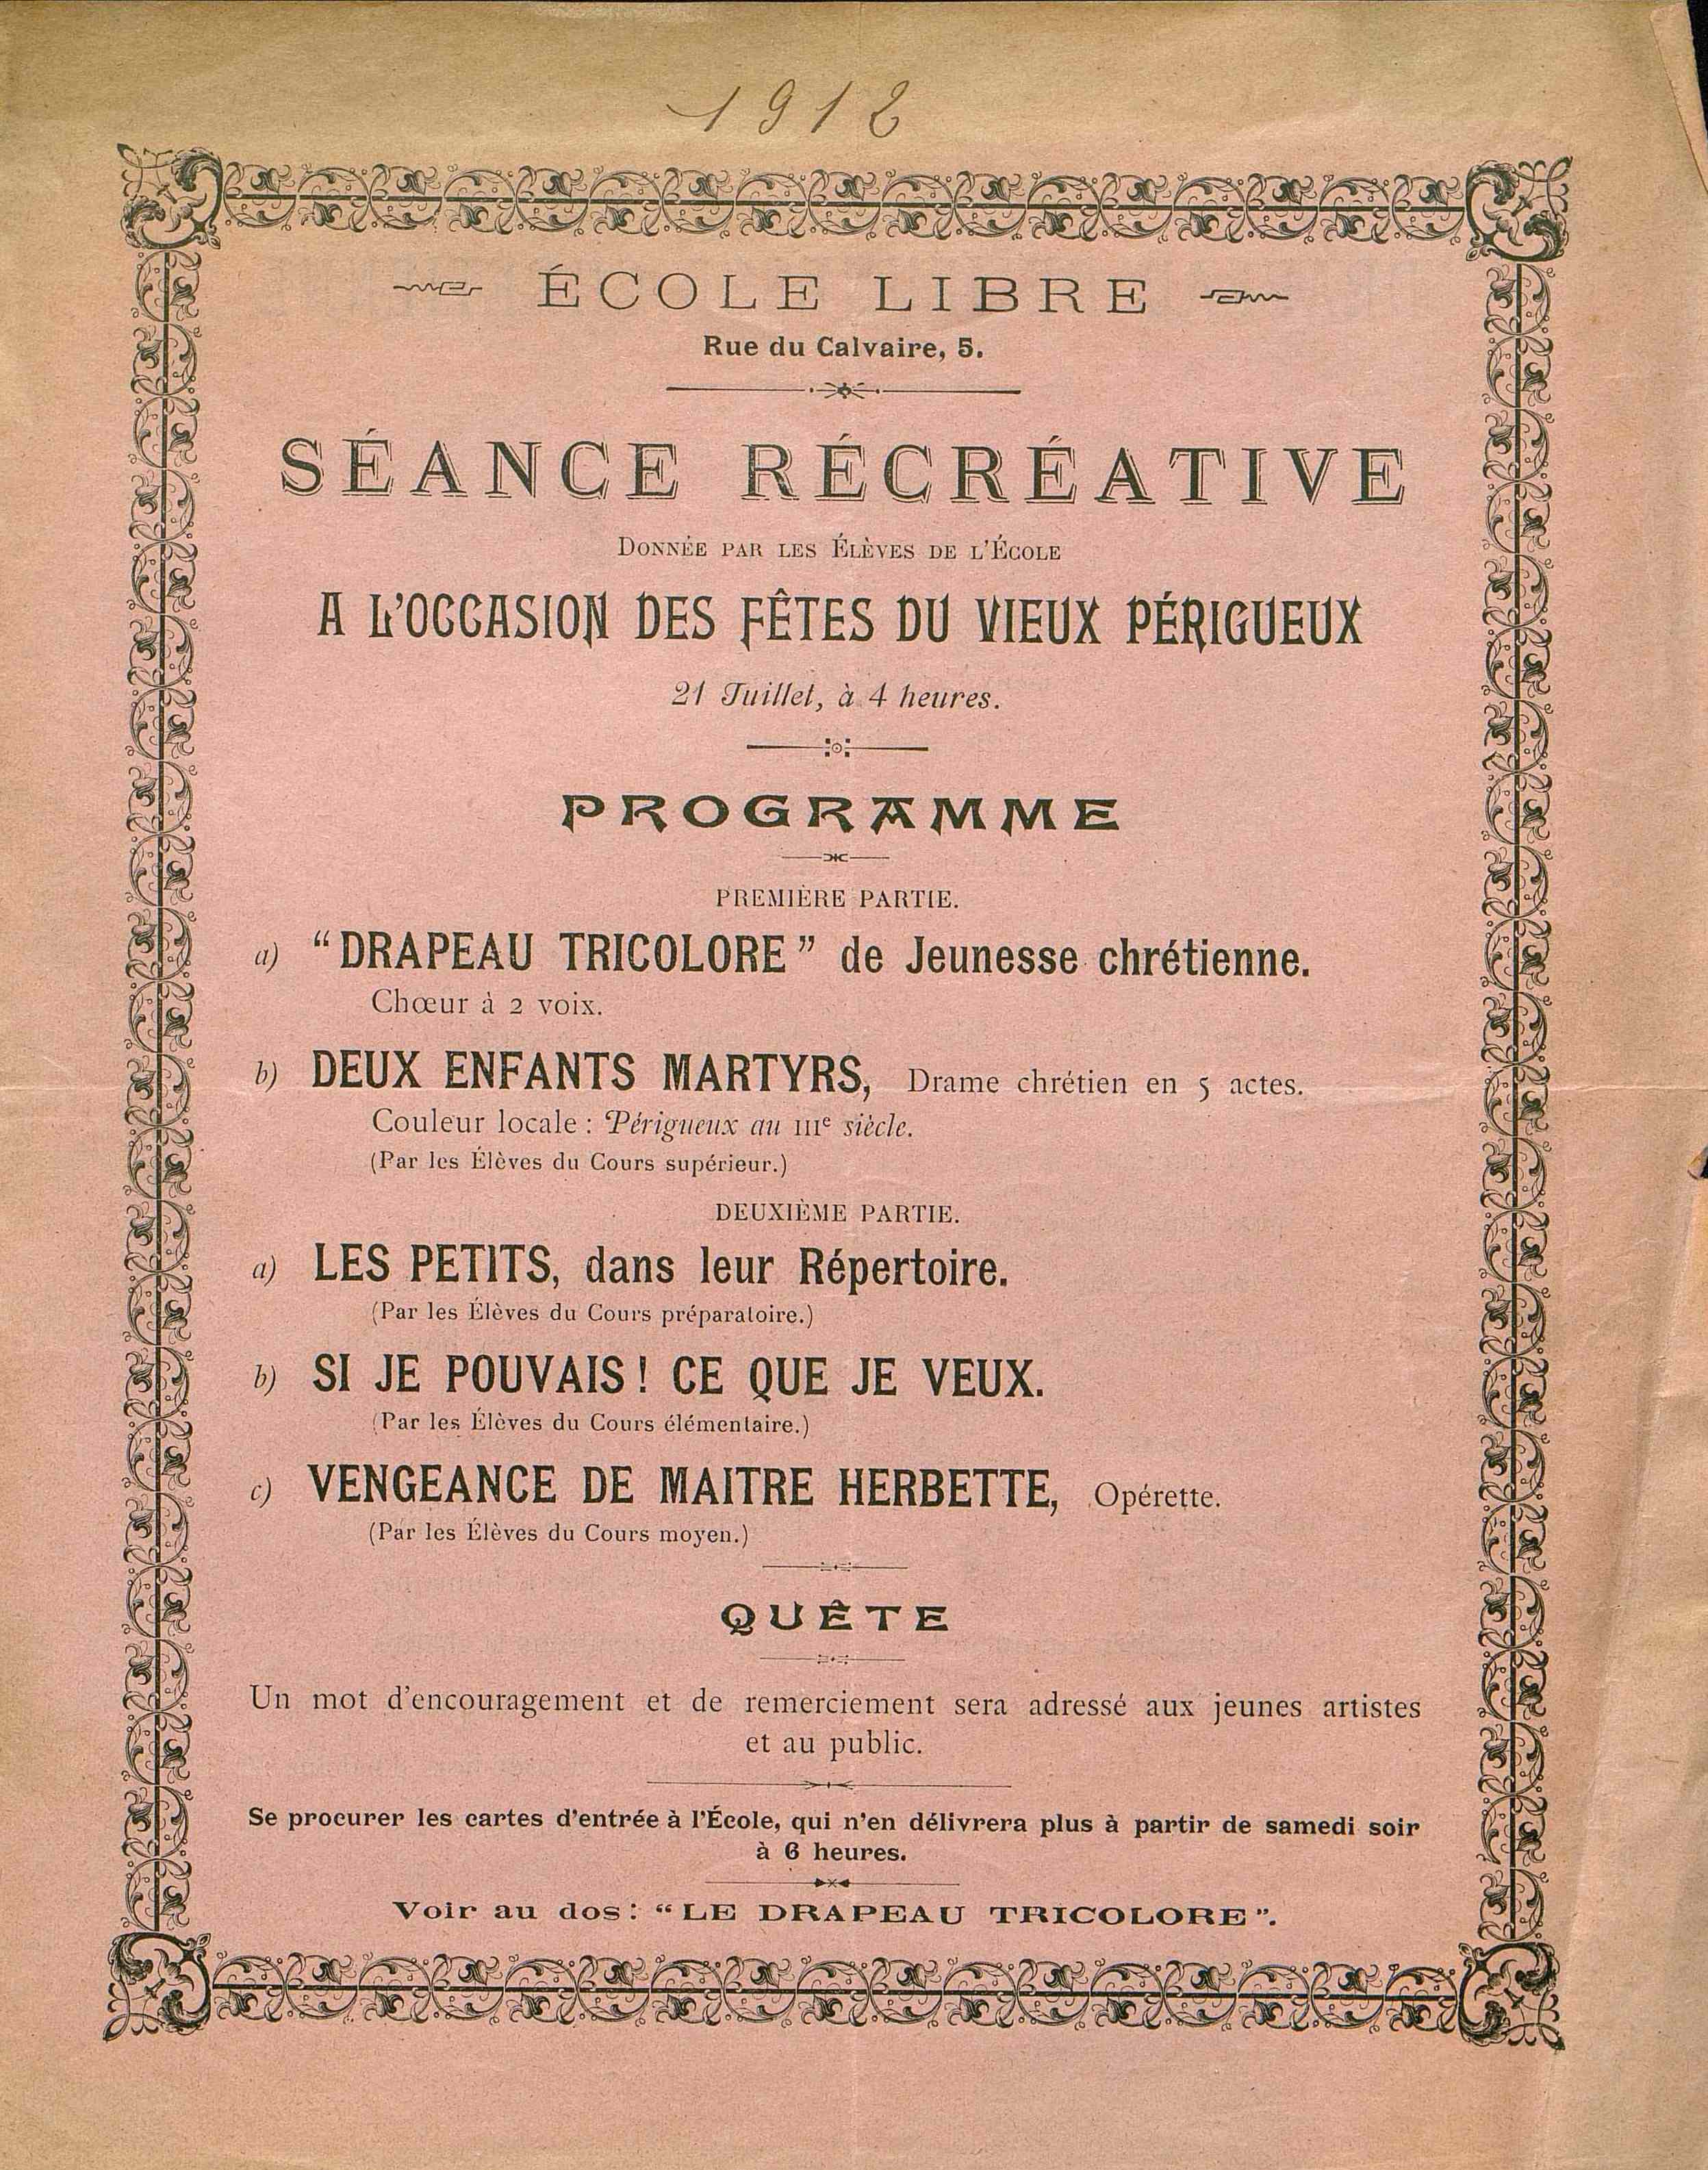 1912
ÉCOLE LIBRE
Rue du Calvaire, 5.
SÉANCE RÉCRÉATIVE
DONNÉE PAR LES ÉLÈVES DE L'ÉCOLE
A L'OCCASION DES FÊTES DU VIEUX PÉRIGUEUX
21 Juillet, à 4 heures.
PROGRAMME
PREMIÈRE PARTIE.
a) “DRAPEAU TRICOLORE” de Jeunesse chrétienne.
Chœur à 2 voix.
b) DEUX ENFANTS MARTYRS, Drame chrétien en 5 actes.
Couleur locale : Périgueux au IIIe siècle.
(Par les Élèves du Cours supérieur.)
DEUXIÈME PARTIE.
a) LES PETITS, dans leur Répertoire.
(Par les Élèves du Cours préparatoire.)
b) SI JE POUVAIS ! CE QUE JE VEUX.
(Par les Élèves du Cours élémentaire.)
c) VENGEANCE DE MAITRE HERBETTE, Opérette.
(Par les Élèves du Cours moyen.)
QUÊTE
Un mot d'encouragement et de remerciement sera adressé aux jeunes artistes
et au public.
Se procurer les cartes d'entrée à l'École, qui n'en délivrera plus à partir de samedi soir
à 6 heures.
Voir au dos : “LE DRAPEAU TRICOLORE”.